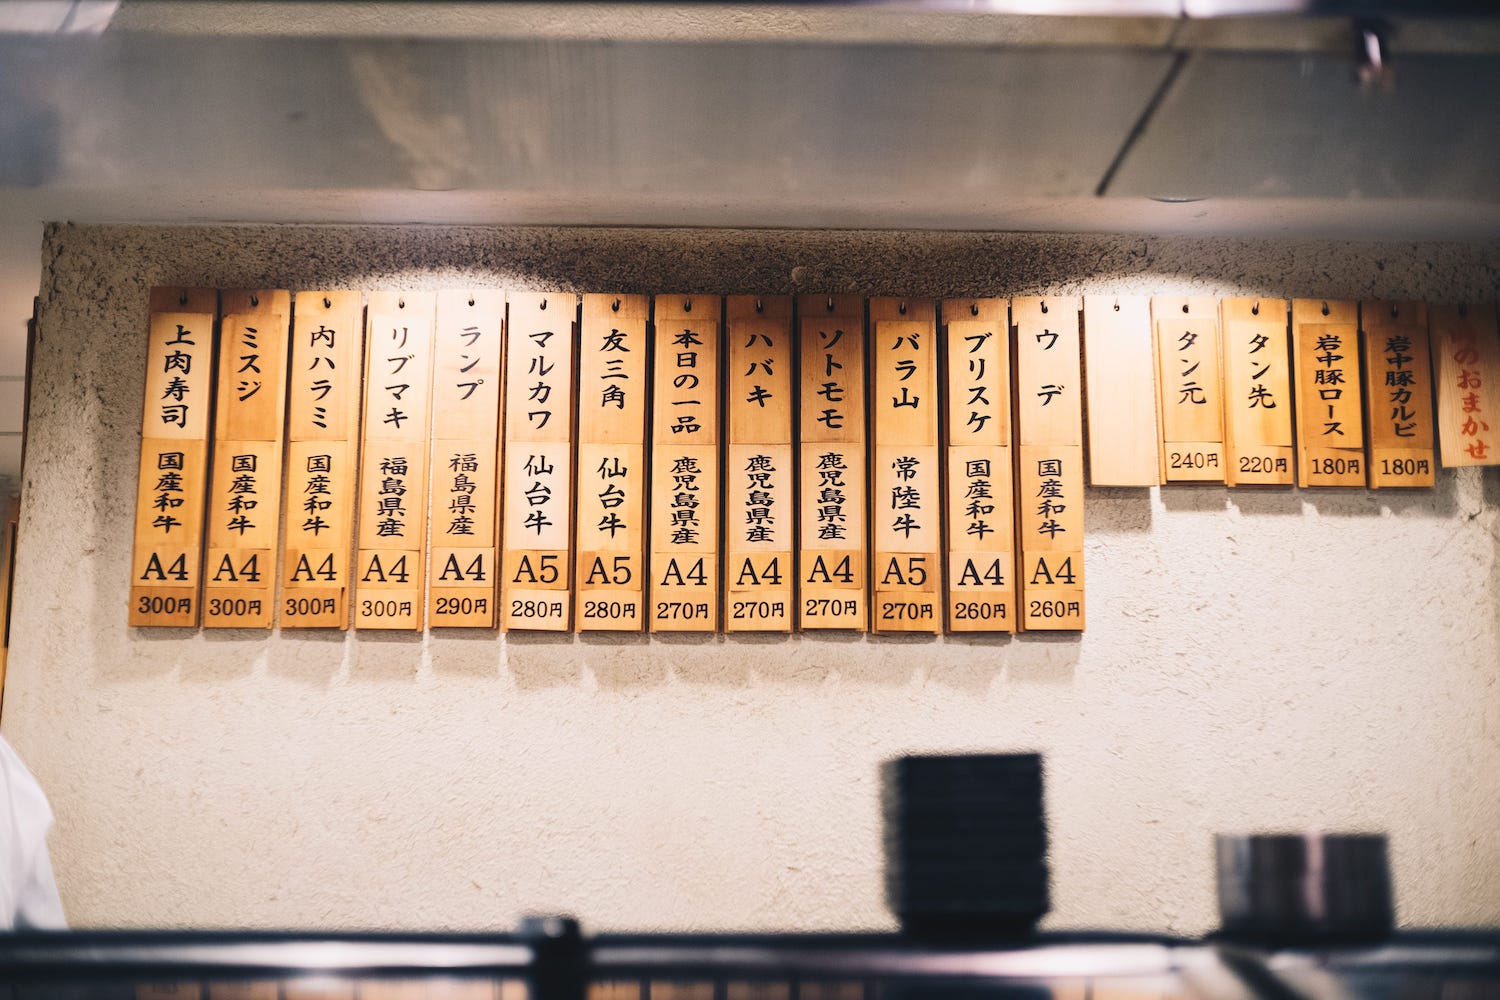 上肉寿司
国産和牛
A4
300円
ミスジ
国産和牛
A4
300円
内ハラミ
国産和牛
A4
300円
リブマキ
福島県産
A4
300円
ランプ
福島県産
A4
290円
マルカワ
仙台牛
A5
280円
友三角
仙台牛
A5
280円
本日の一品
鹿児島県産
A4
270円
ハバキ
鹿児島県産
A4
270円
ソトモモ
鹿児島県産
A4
270円
バラ山
常陸牛
A5
270円
ブリスケ
国産和牛
A4
260円
ウデ
国産和牛
A4
260円
タン元
240円
タン先
220円
岩中豚ロース
180円
岩中豚カルビ
180円
のおまかせ